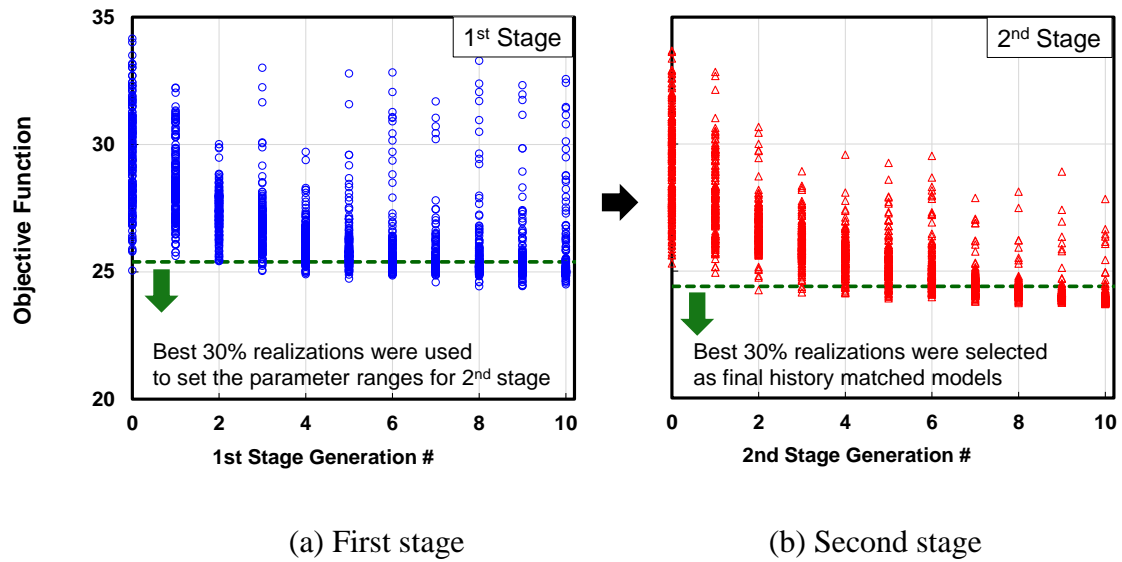 35
30
25
20
Objective Function
1st Stage
Best 30% realizations were used
to set the parameter ranges for 2nd stage
0 2 4 6 8 10
1st Stage Generation #
2nd Stage
Best 30% realizations were selected
as final history matched models
0 2 4 6 8 10
2nd Stage Generation #
(a) First stage
(b) Second stage